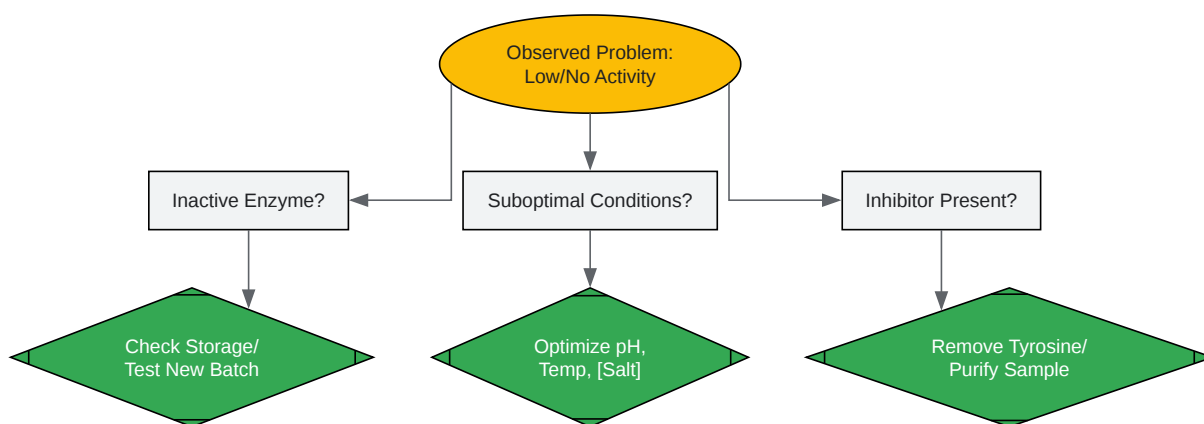 Observed Problem:
Low/No Activity
Inactive Enzyme?
Suboptimal Conditions?
Inhibitor Present?
Check Storage/
Test New Batch
Optimize pH,
Temp, [Salt]
Remove Tyrosine/
Purify Sample